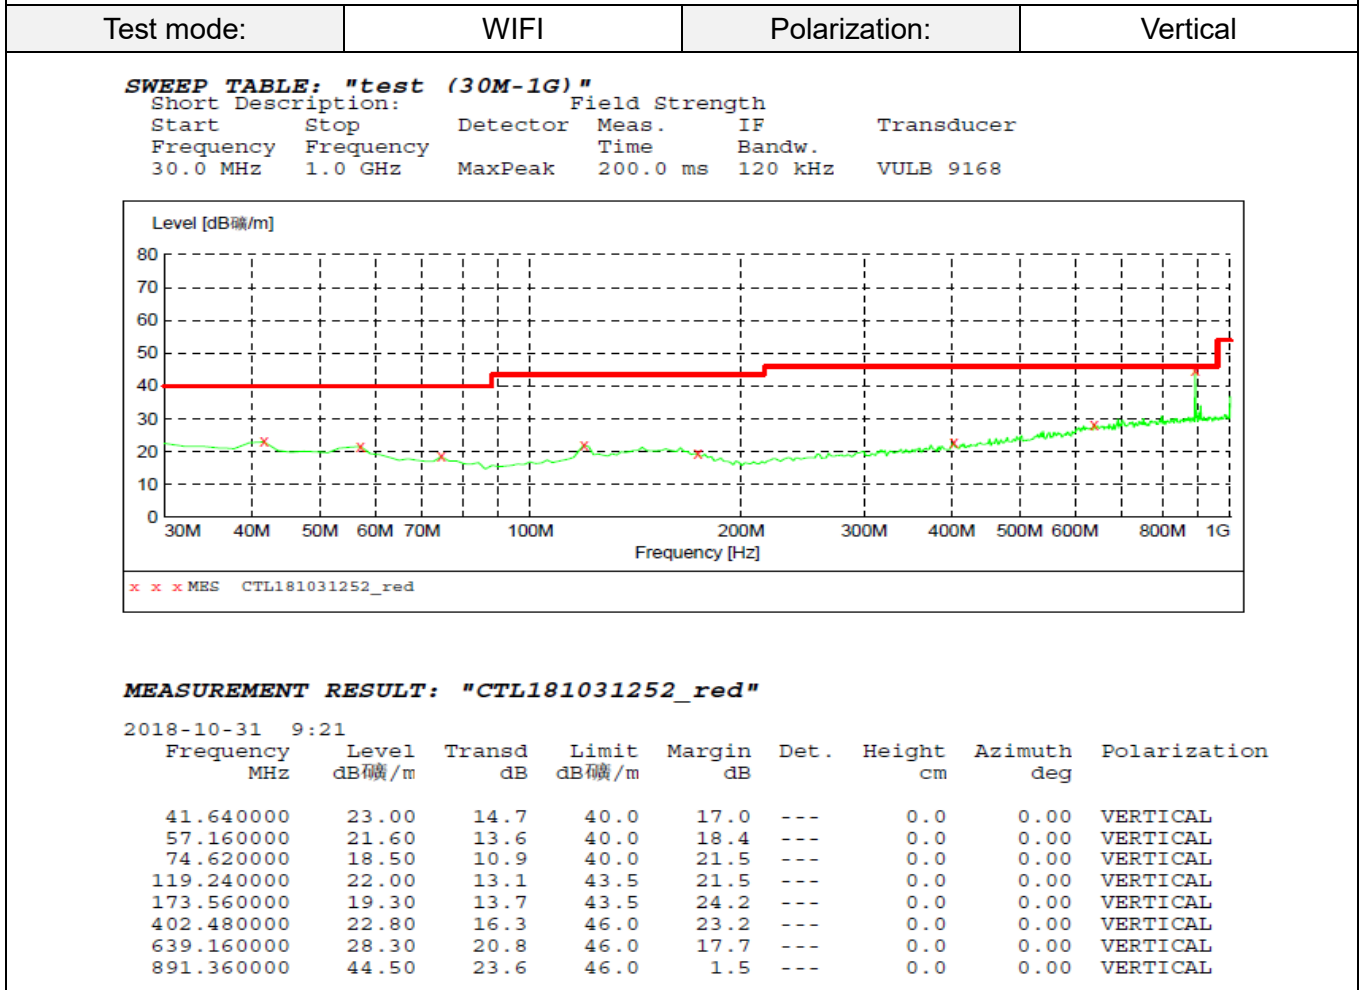 Test mode: WIFI Polarization: Vertical
SWEEP TABLE: "test (30M-1G)"
Short Description: Field Strength
Start Stop Detector Meas. IF Transducer
Frequency Frequency Time Bandw.
30.0 MHz 1.0 GHz MaxPeak 200.0 ms 120 kHz VULB 9168
Level [dB礦/m]
80
70
60
50
40
30
20
10
0
30M 40M 50M 60M 70M 100M 200M 300M 400M 500M 600M 800M 1G
Frequency [Hz]
x x x MES CTL181031252_red
MEASUREMENT RESULT: "CTL181031252_red"
2018-10-31 9:21
Frequency Level Transd Limit Margin Det. Height Azimuth Polarization
MHz dB礦/m dB dB礦/m dB cm deg
41.640000 23.00 14.7 40.0 17.0 --- 0.0 0.00 VERTICAL
57.160000 21.60 13.6 40.0 18.4 --- 0.0 0.00 VERTICAL
74.620000 18.50 10.9 40.0 21.5 --- 0.0 0.00 VERTICAL
119.240000 22.00 13.1 43.5 21.5 --- 0.0 0.00 VERTICAL
173.560000 19.30 13.7 43.5 24.2 --- 0.0 0.00 VERTICAL
402.480000 22.80 16.3 46.0 23.2 --- 0.0 0.00 VERTICAL
639.160000 28.30 20.8 46.0 17.7 --- 0.0 0.00 VERTICAL
891.360000 44.50 23.6 46.0 1.5 --- 0.0 0.00 VERTICAL